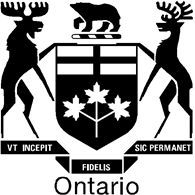 VT INCEPIT
SIC PERMANET
FIDELIS
Ontario